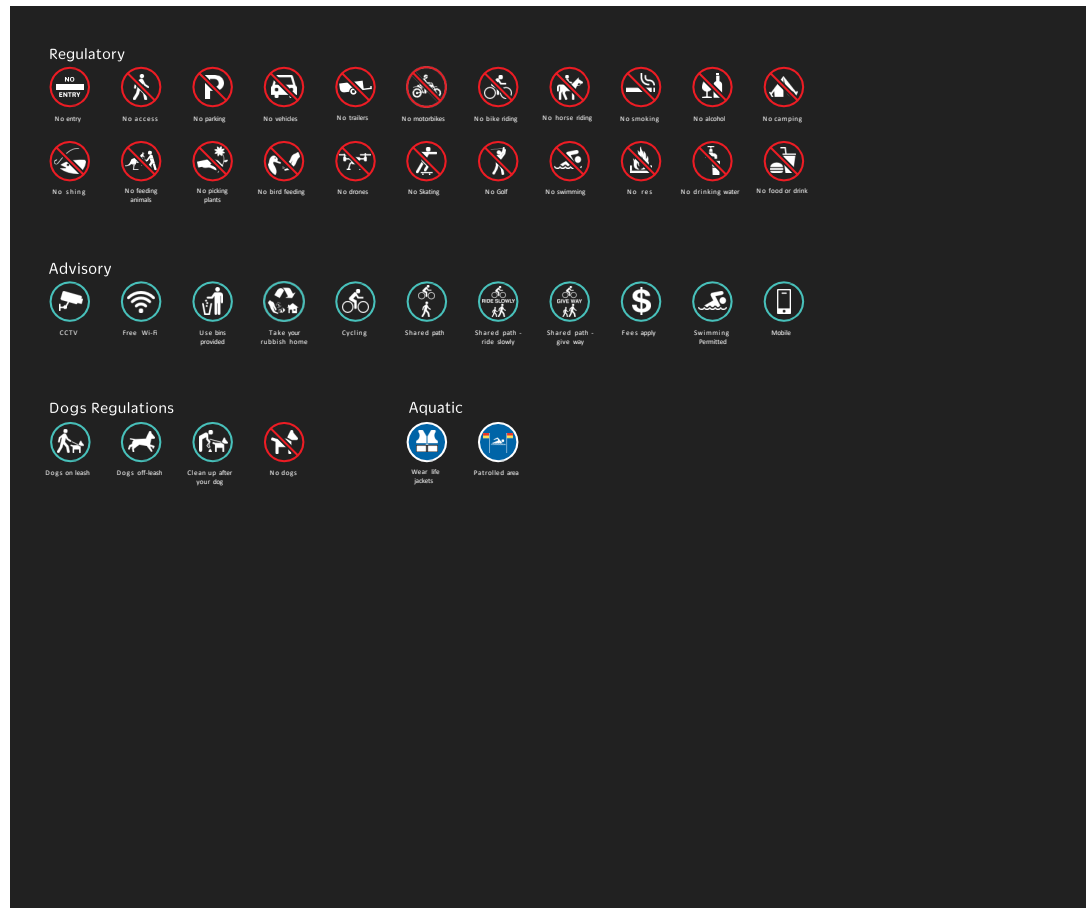 Regulatory
NO
ENTRY
No entry
No access
No parking
No vehicles
No trailers
No motorbikes
No bike riding
No horse riding
No smoking
No alcohol
No camping
No shing
No feeding
animals
No picking
plants
No bird feeding
No drones
No Skating
No Golf
No swimming
No res
No drinking water
No food or drink
Advisory
RIDE SLOWLY
GIVE WAY
$
CCTV
Free Wi-Fi
Use bins
provided
Take your
rubbish home
Cycling
Shared path
Shared path -
ride slowly
Shared path -
give way
Fees apply
Swimming
Permitted
Mobile
Dogs Regulations
Dogs on leash
Dogs off-leash
Clean up after
your dog
No dogs
Aquatic
Wear life
jackets
Patrolled area